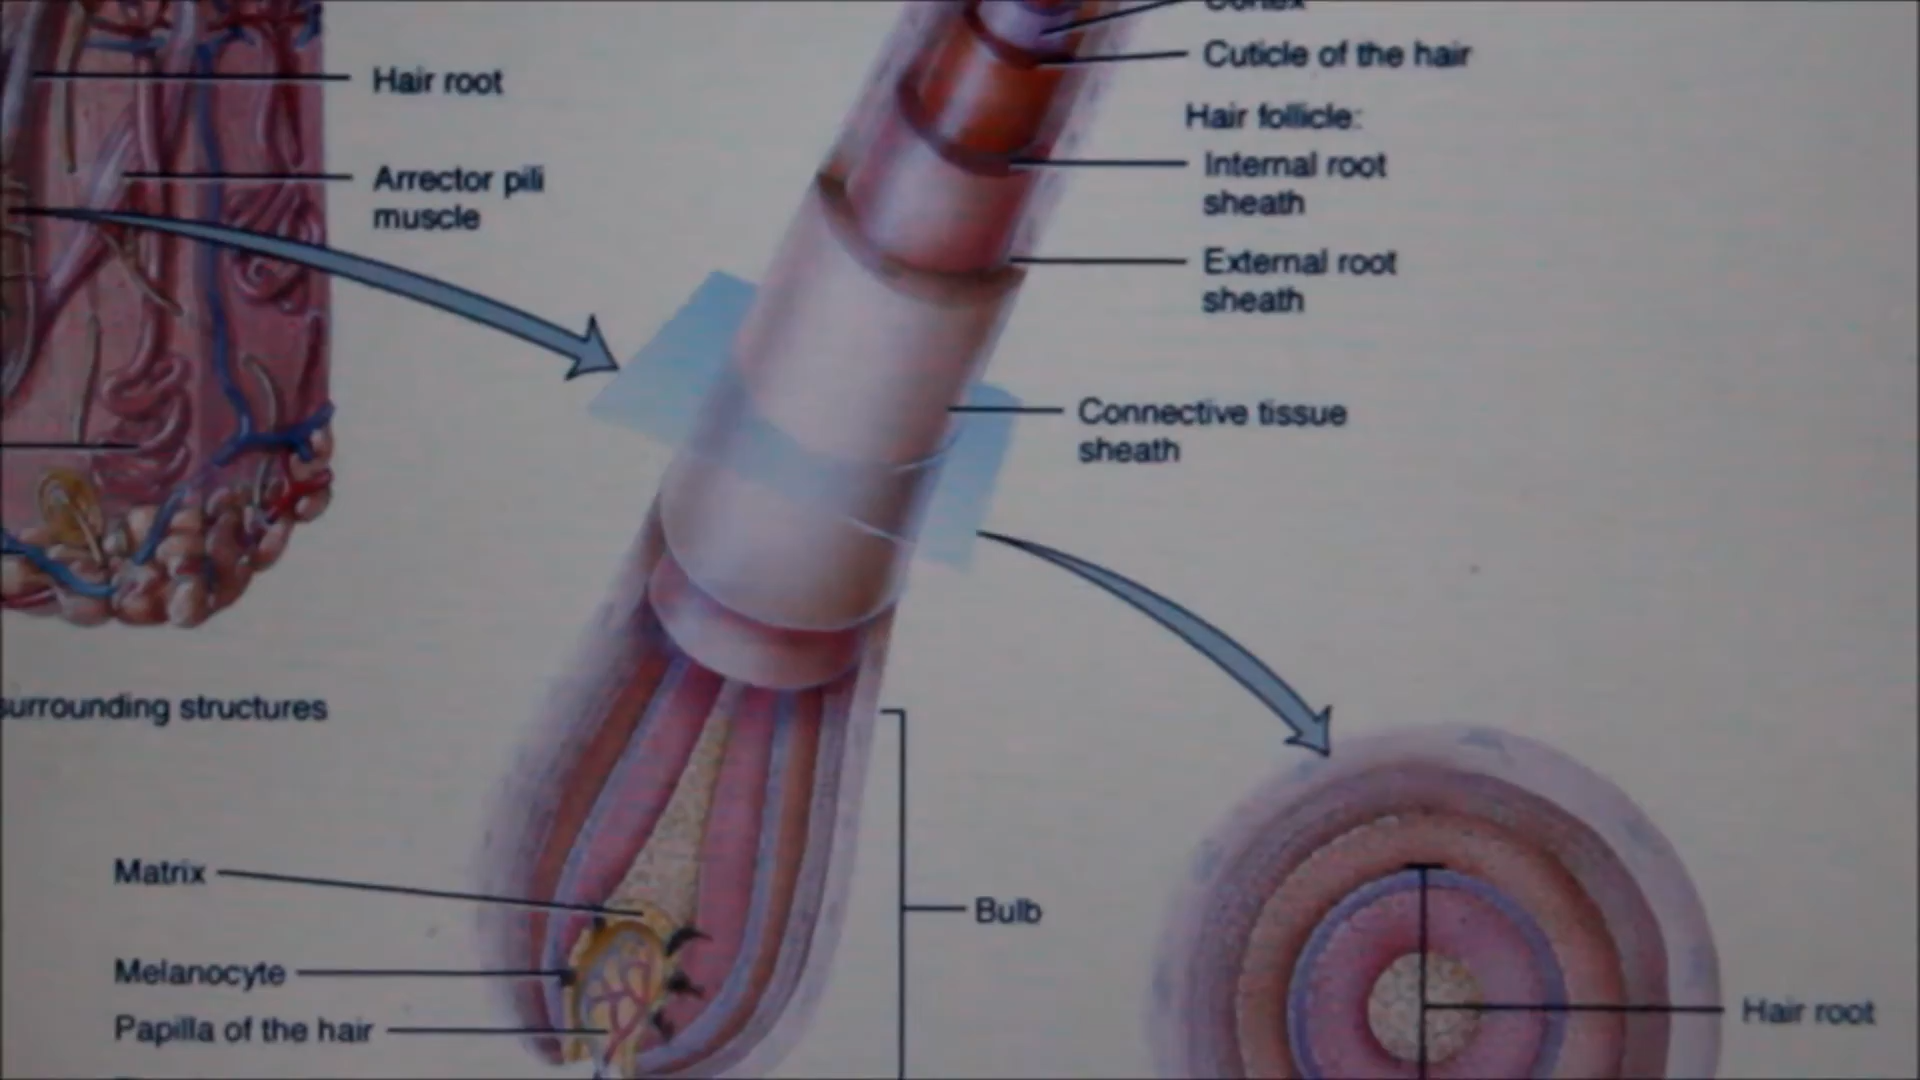 Cortex
Cuticle of the hair
Hair root
Hair follicle:
Internal root
sheath
Arrector pili
muscle
External root
sheath
Connective tissue
sheath
surrounding structures
Matrix
Bulb
Melanocyte
Hair root
Papilla of the hair